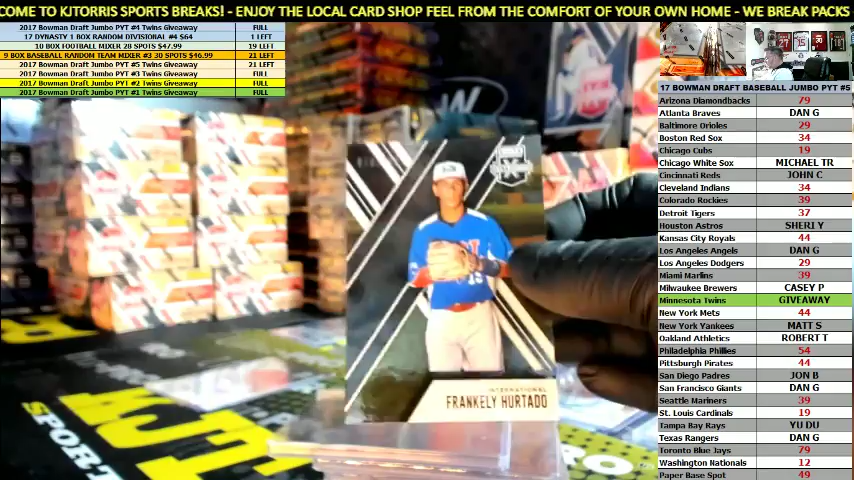 COME TO KJTORRIS SPORTS BREAKS! - ENJOY THE LOCAL CARD SHOP FEEL FROM THE COMFORT OF YOUR OWN HOME - WE BREAK PACKS
2017 Bowman Draft Jumbo PYT #4 Twins Giveaway FULL
17 DYNASTY 1 BOX RANDOM DIVISIONAL #4 $64 1 LEFT
10 BOX FOOTBALL MIXER 28 SPOTS $47.99 19 LEFT
9 BOX BASEBALL RANDOM TEAM MIXER #3 30 SPOTS $46.99 21 LEFT
2017 Bowman Draft Jumbo PYT #5 Twins Giveaway 21 LEFT
2017 Bowman Draft Jumbo PYT #3 Twins Giveaway FULL
2017 Bowman Draft Jumbo PYT #2 Twins Giveaway FULL
2017 Bowman Draft Jumbo PYT #1 Twins Giveaway FULL
17 BOWMAN DRAFT BASEBALL JUMBO PYT #5
Arizona Diamondbacks 79
Atlanta Braves DAN G
Baltimore Orioles 29
Boston Red Sox 34
Chicago Cubs 19
Chicago White Sox MICHAEL TR
Cincinnati Reds JOHN C
Cleveland Indians 34
Colorado Rockies 39
Detroit Tigers 37
Houston Astros SHERI Y
Kansas City Royals 44
Los Angeles Angels DAN G
Los Angeles Dodgers 29
Miami Marlins 39
Milwaukee Brewers CASEY P
Minnesota Twins GIVEAWAY
New York Mets 44
New York Yankees MATT S
Oakland Athletics ROBERT T
Philadelphia Phillies 54
Pittsburgh Pirates 44
San Diego Padres JON B
San Francisco Giants DAN G
Seattle Mariners 39
St. Louis Cardinals 19
Tampa Bay Rays YU DU
Texas Rangers DAN G
Toronto Blue Jays 79
Washington Nationals 12
Paper Base Spot 49
INTERNATIONAL
FRANKELY HURTADO
KJT
SPORT